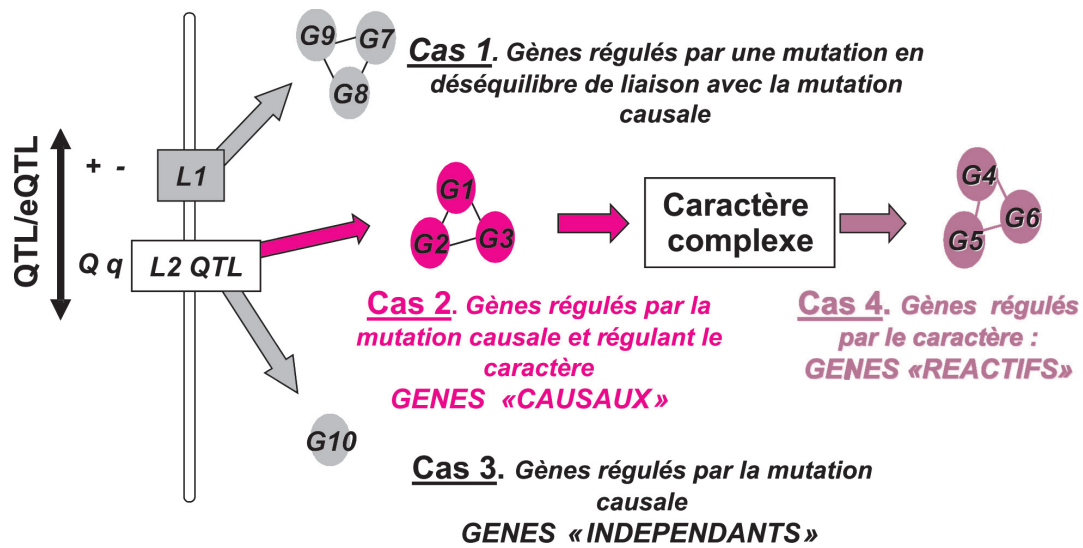 G9 G7
G8
Cas 1. Gènes régulés par une mutation en
déséquilibre de liaison avec la mutation
causale
QTL/eQTL
+ -
L1
Q q
L2 QTL
G1
G2 G3
Caractère
complexe
G4
G5 G6
Cas 2. Gènes régulés par la
mutation causale et régulant le
caractère
GENES «CAUSAUX»
Cas 4. Gènes régulés
par le caractère :
GENES «REACTIFS»
G10
Cas 3. Gènes régulés par la mutation
causale
GENES «INDEPENDANTS»